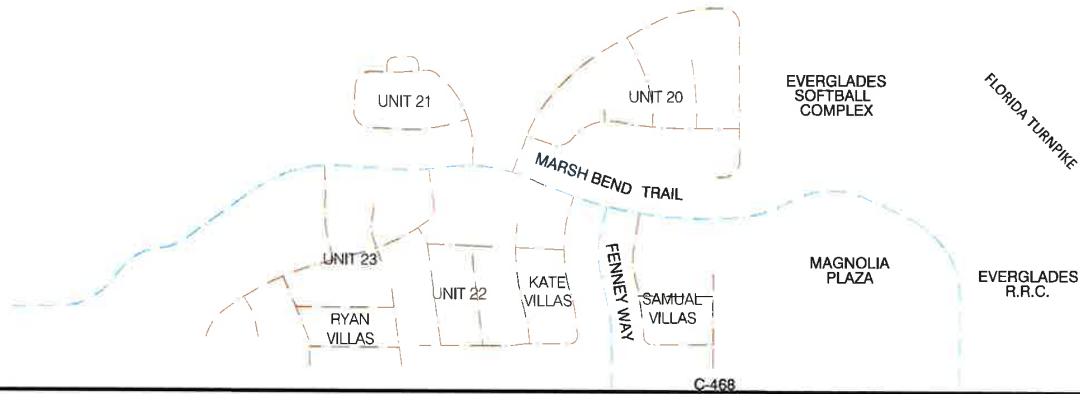 UNIT 21
UNIT 20
EVERGLADES
SOFTBALL
COMPLEX
FLORIDA TURNPIKE
MARSH BEND TRAIL
UNIT 23
UNIT 22
KATE
VILLAS
FENNEY WAY
SAMUAL
VILLAS
RYAN
VILLAS
MAGNOLIA
PLAZA
EVERGLADES
R.R.C.
C-468